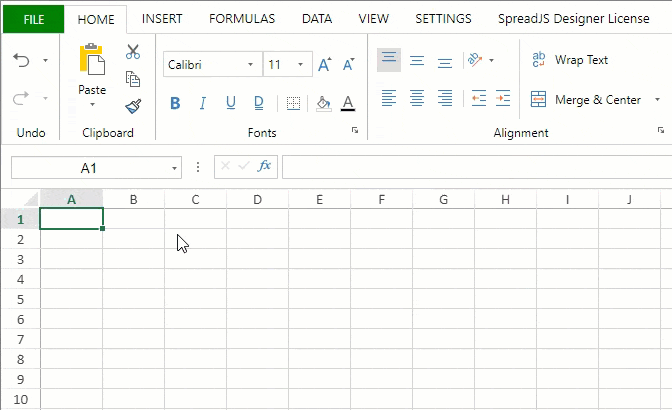 FILE HOME INSERT FORMULAS DATA VIEW SETTINGS SpreadJS Designer License
Calibri 11 A A Wrap Text
Paste
B I U D A Merge & Center
Undo Clipboard Fonts Alignment
A1 fx
A B C D E F G H I J
1
2
3
4
5
6
7
8
9
10